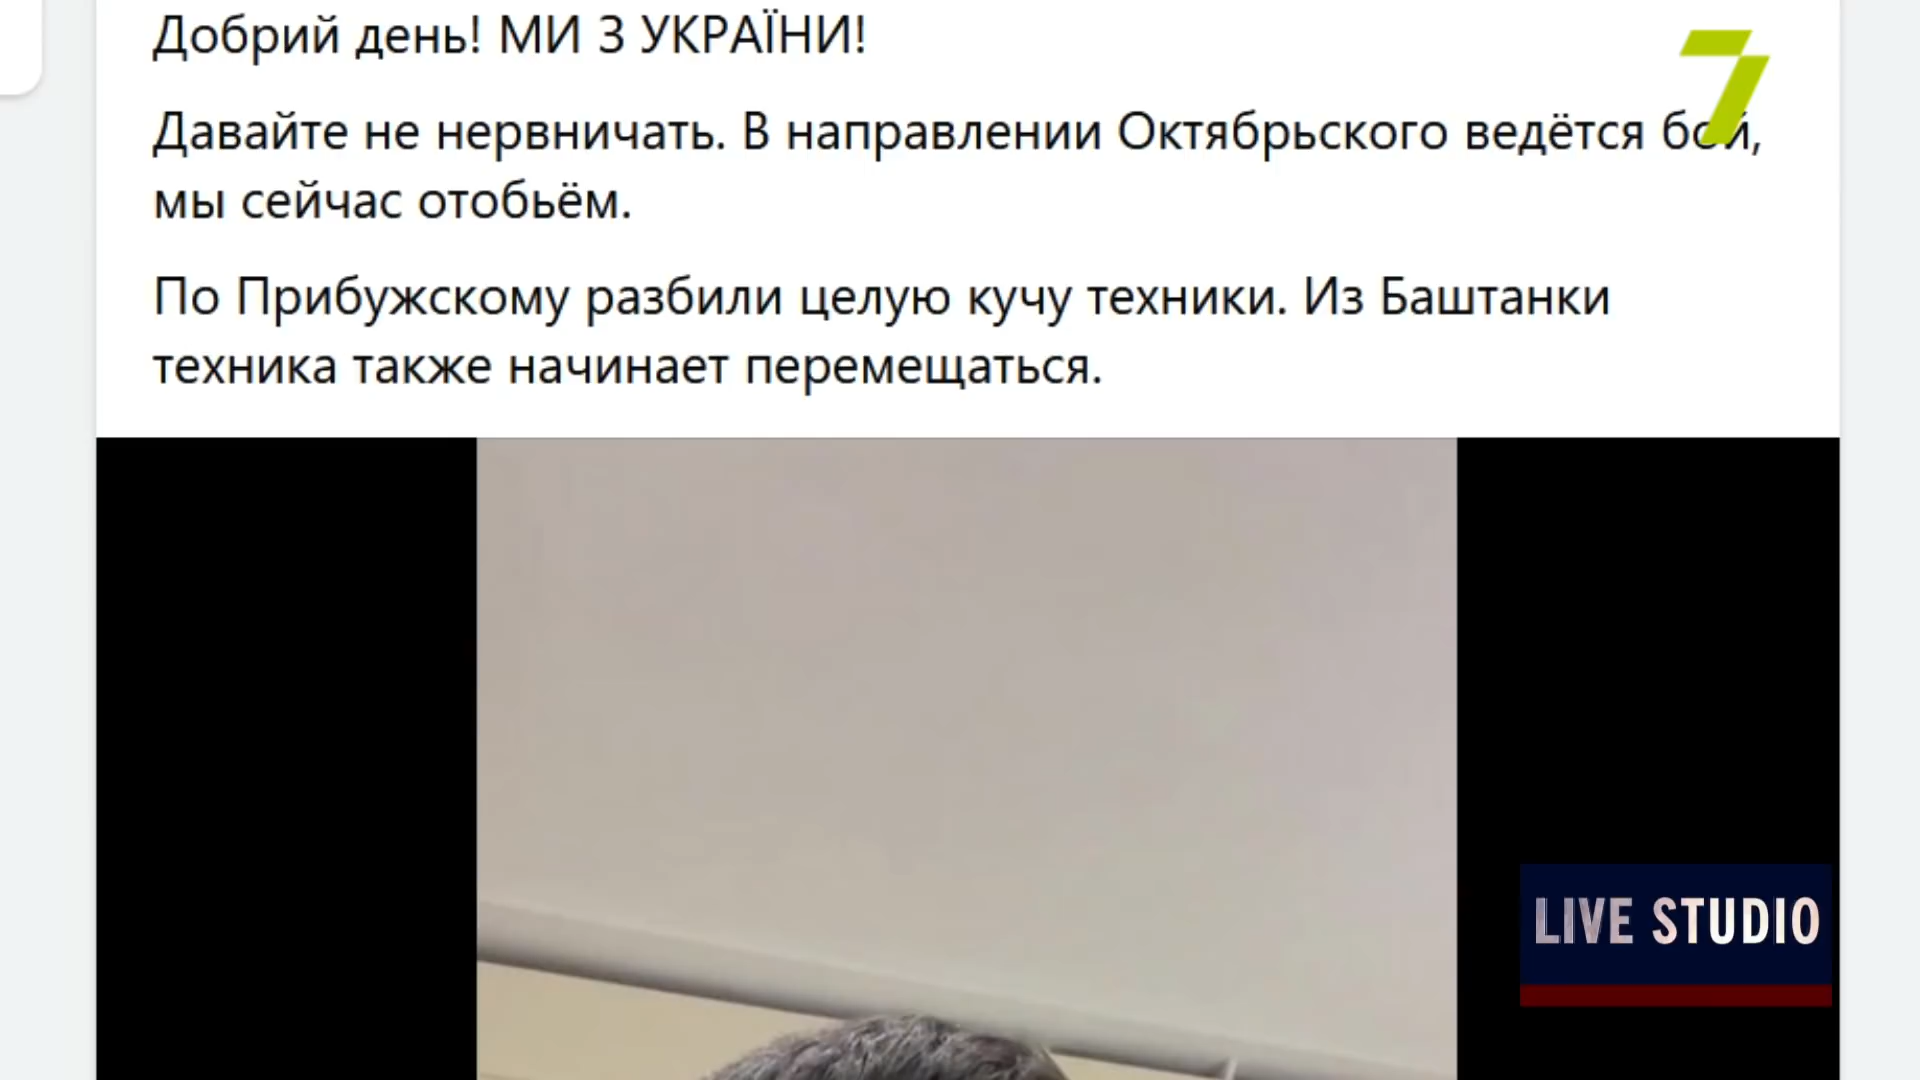 Добрий день! МИ З УКРАЇНИ!
Давайте не нервничать. В направлении Октябрьского ведётся бой,
мы сейчас отобьём.
По Прибужскому разбили целую кучу техники. Из Баштанки
техника также начинает перемещаться.
7
LIVE STUDIO